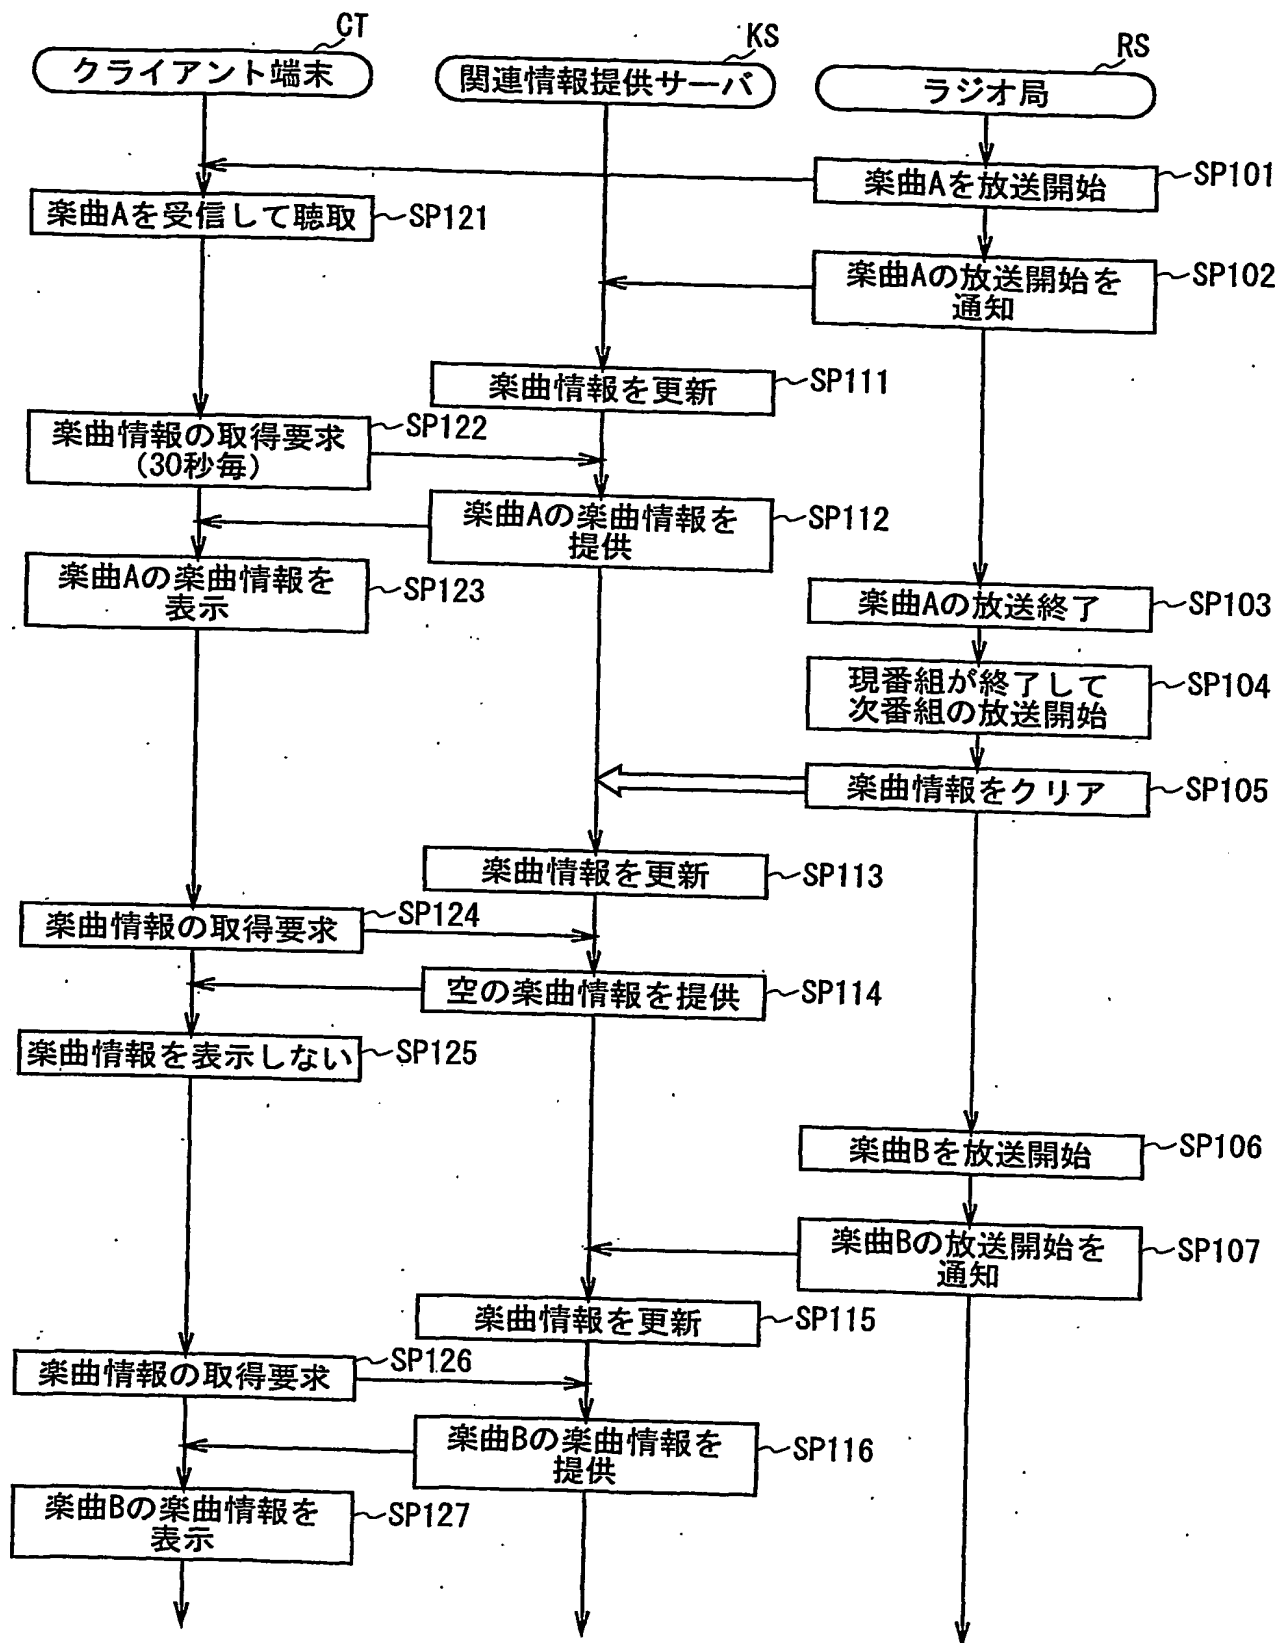 CT
クライアント端末
KS
関連情報提供サーバ
RS
ラジオ局
楽曲Aを放送開始
SP101
楽曲Aを受信して聴取
SP121
楽曲Aの放送開始を
通知
SP102
楽曲情報を更新
SP111
楽曲情報の取得要求
(30秒毎)
SP122
楽曲Aの楽曲情報を
提供
SP112
楽曲Aの楽曲情報を
表示
SP123
楽曲Aの放送終了
SP103
現番組が終了して
次番組の放送開始
SP104
楽曲情報をクリア
SP105
楽曲情報を更新
SP113
楽曲情報の取得要求
SP124
空の楽曲情報を提供
SP114
楽曲情報を表示しない
SP125
楽曲Bを放送開始
SP106
楽曲Bの放送開始を
通知
SP107
楽曲情報を更新
SP115
楽曲情報の取得要求
SP126
楽曲Bの楽曲情報を
提供
SP116
楽曲Bの楽曲情報を
表示
SP127